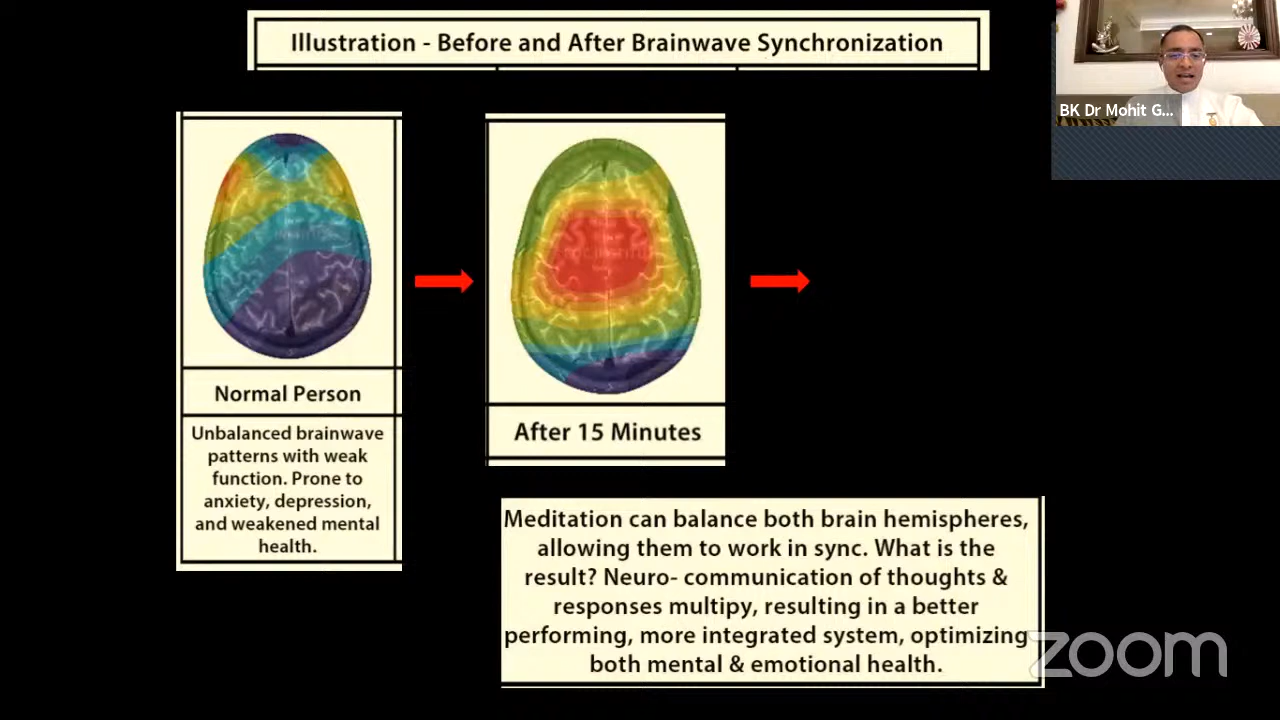 Illustration - Before and After Brainwave Synchronization
BK Dr Mohit G...
Normal Person
Unbalanced brainwave
patterns with weak
function. Prone to
anxiety, depression,
and weakened mental
health.
After 15 Minutes
Meditation can balance both brain hemispheres,
allowing them to work in sync. What is the
result? Neuro- communication of thoughts &
responses multipy, resulting in a better
performing, more integrated system, optimizing
both mental & emotional health.
zoom